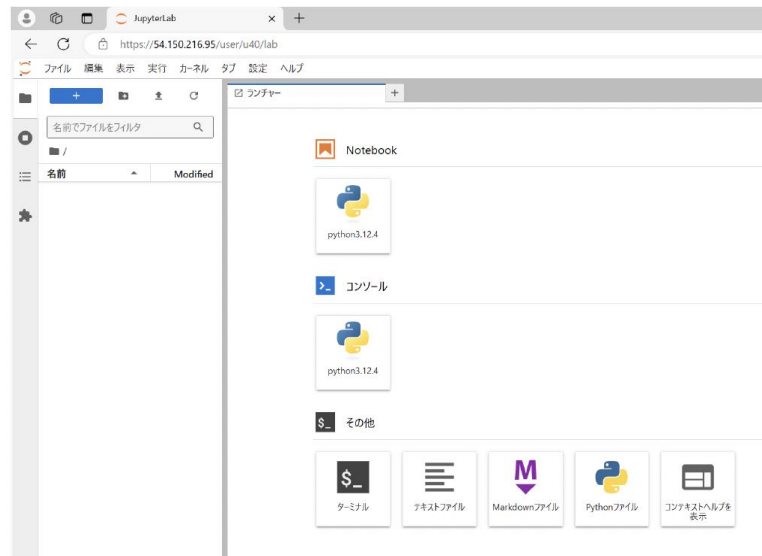 JupyterLab
https://54.150.216.95/user/u40/lab
ファイル 編集 表示 実行 カーネル タブ 設定 ヘルプ
ランチャー
名前でファイルをフィルタ
/
名前 Modified
Notebook
python3.12.4
コンソール
python3.12.4
$_ その他
$_
ターミナル
テキストファイル
M
Markdownファイル
Pythonファイル
コンテキストヘルプを
表示